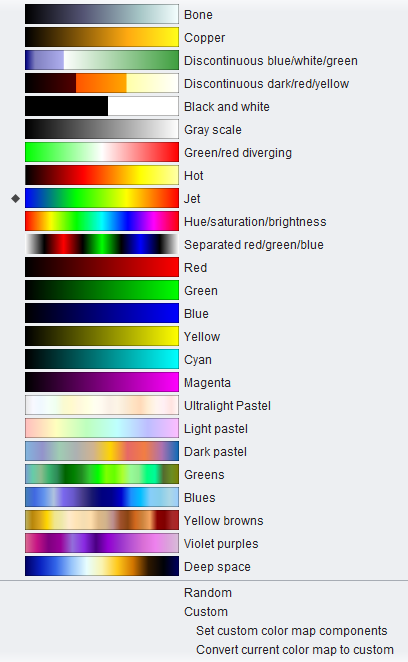 Bone
Copper
Discontinuous blue/white/green
Discontinuous dark/red/yellow
Black and white
Gray scale
Green/red diverging
Hot
Jet
Hue/saturation/brightness
Separated red/green/blue
Red
Green
Blue
Yellow
Cyan
Magenta
Ultralight Pastel
Light pastel
Dark pastel
Greens
Blues
Yellow browns
Violet purples
Deep space
Random
Custom
Set custom color map components
Convert current color map to custom